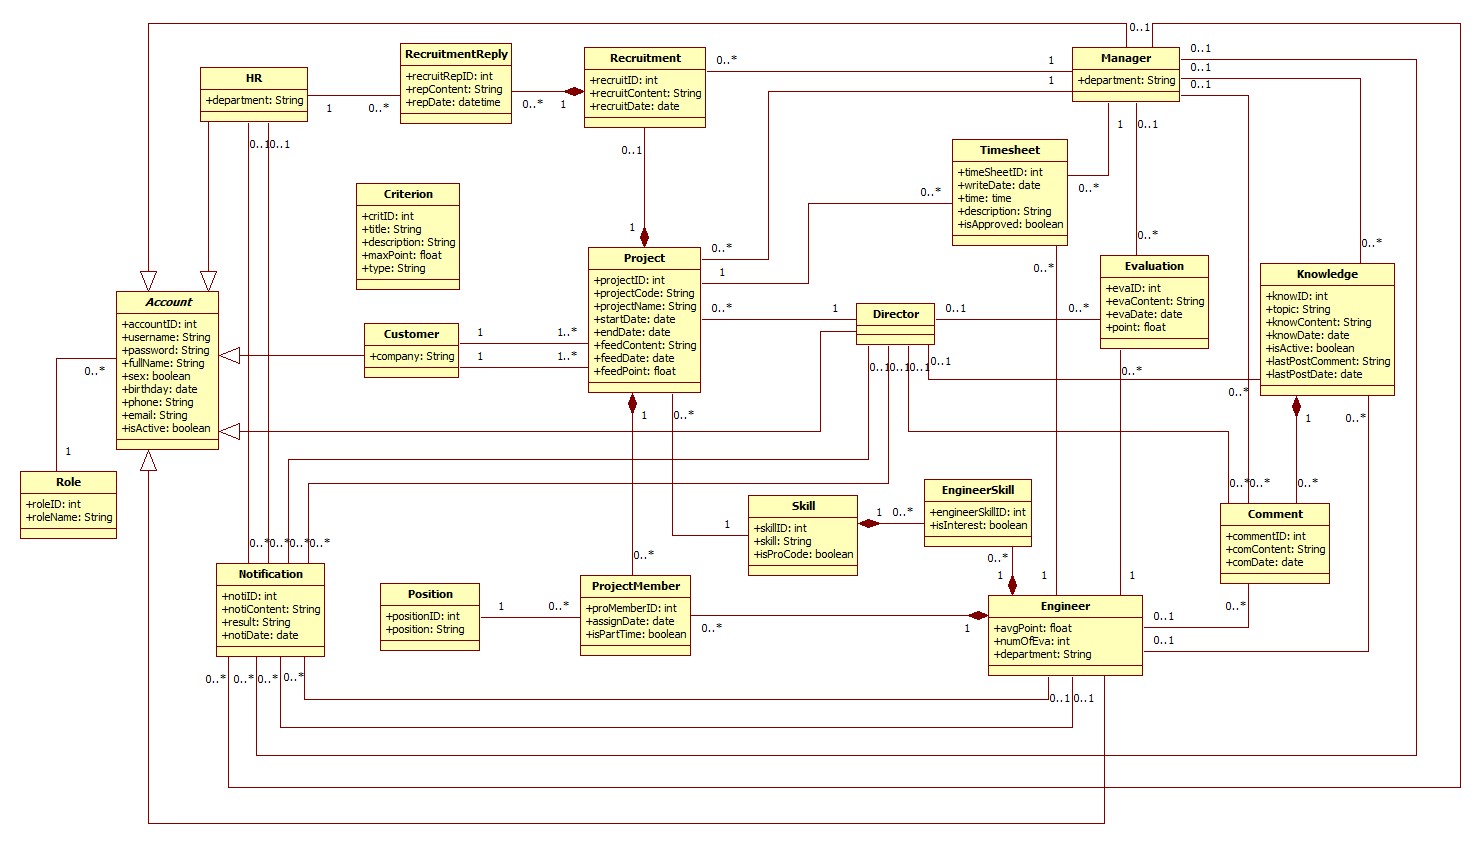 0..1
RecruitmentReply
+recruitRepID: int
+repContent: String
+repDate: datetime
Recruitment
+recruitID: int
+recruitContent: String
+recruitDate: date
Manager
+department: String
HR
+department: String
0..*
1
0..1
1
0..1
0..1
1
0..*
0..*
1
0..1
0..1
0..1
1
0..1
Timesheet
+timeSheetID: int
+writeDate: date
+time: time
+description: String
+isApproved: boolean
0..*
0..*
Criterion
+critID: int
+title: String
+description: String
+maxPoint: float
+type: String
1
0..*
1
0..*
0..*
0..*
Project
+projectID: int
+projectCode: String
+projectName: String
+startDate: date
+endDate: date
+feedContent: String
+feedDate: date
+feedPoint: float
Evaluation
+evaID: int
+evaContent: String
+evaDate: date
+point: float
Knowledge
+knowID: int
+topic: String
+knowContent: String
+knowDate: date
+isActive: boolean
+lastPostComment: String
+lastPostDate: date
Account
+accountID: int
+username: String
+password: String
+fullName: String
+sex: boolean
+birthday: date
+phone: String
+email: String
+isActive: boolean
Customer
+company: String
1
1..*
1
1..*
0..*
1
Director
0..1
0..*
0..1
0..1
0..1
0..1
0..*
0..*
0..*
1
0..*
1
0..*
1
Role
+roleID: int
+roleName: String
0..*
0..*
0..*
EngineerSkill
+engineerSkillID: int
+isInterest: boolean
Skill
+skillID: int
+skill: String
+isProCode: boolean
1
0..*
1
Comment
+commentID: int
+comContent: String
+comDate: date
0..*
0..*
0..*
0..*
0..*
0..*
1
1
1
Notification
+notiID: int
+notiContent: String
+result: String
+notiDate: date
Position
+positionID: int
+position: String
1
0..*
ProjectMember
+proMemberID: int
+assignDate: date
+isPartTime: boolean
0..*
1
Engineer
+avgPoint: float
+numOfEva: int
+department: String
0..*
0..1
0..1
0..*
0..*
0..*
0..*
0..1
0..1